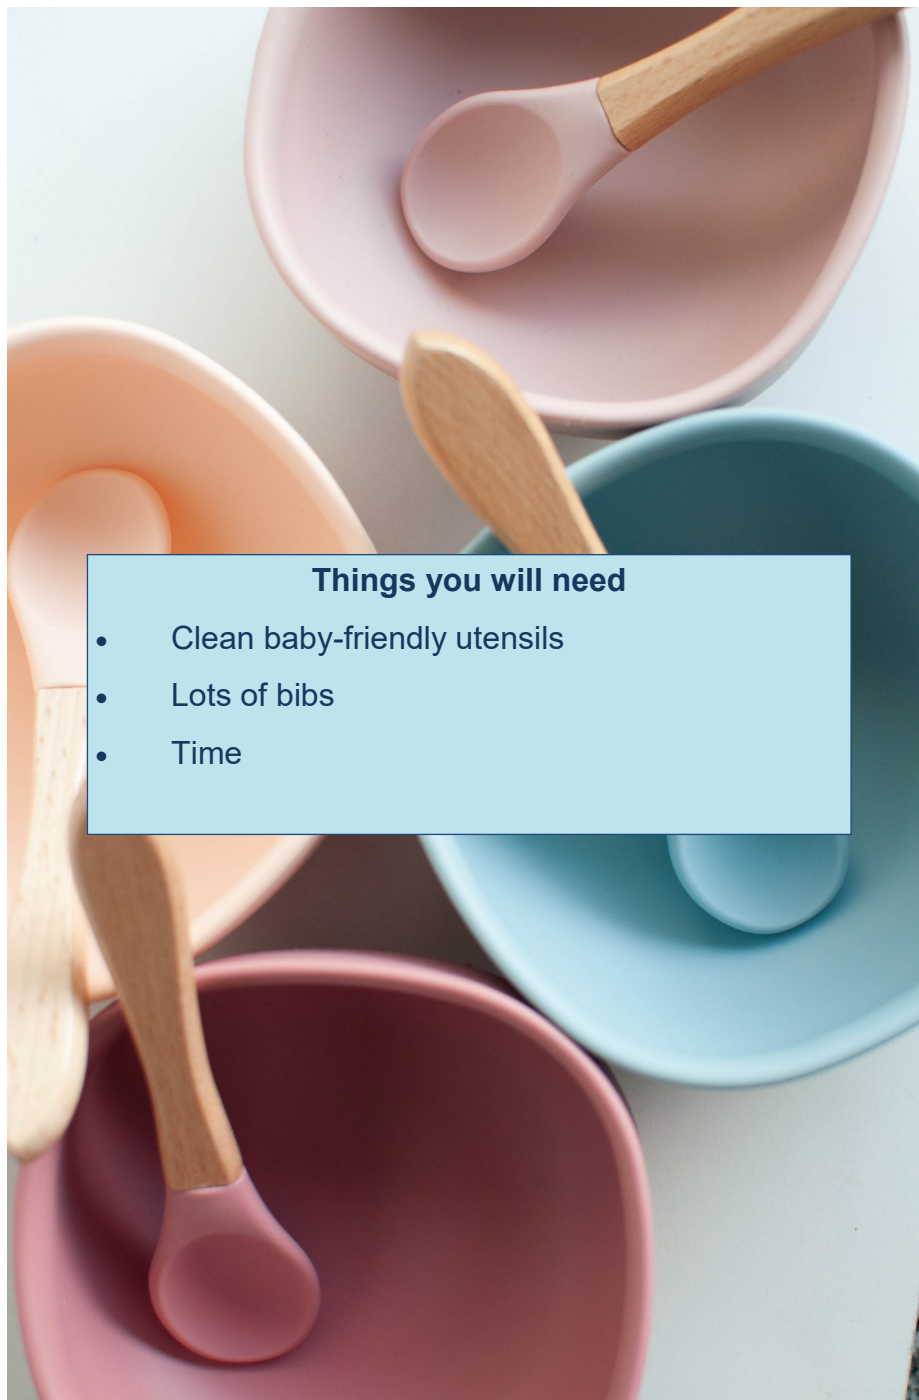 Things you will need
• Clean baby-friendly utensils
• Lots of bibs
• Time